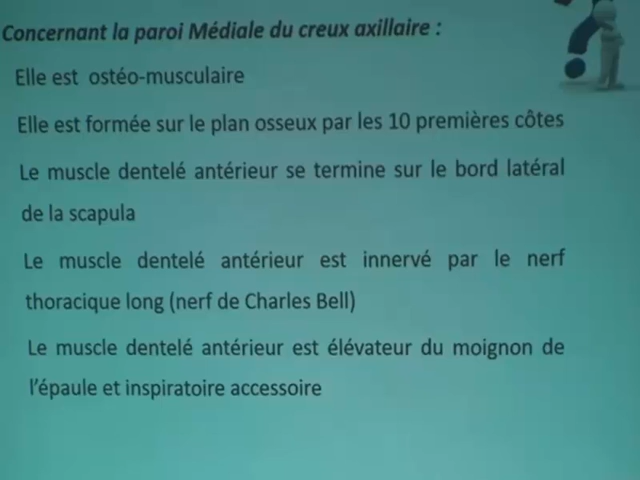 Concernant la paroi Médiale du creux axillaire :
Elle est ostéo-musculaire
Elle est formée sur le plan osseux par les 10 premières côtes
Le muscle dentelé antérieur se termine sur le bord latéral
de la scapula
Le muscle dentelé antérieur est innervé par le nerf
thoracique long (nerf de Charles Bell)
Le muscle dentelé antérieur est élévateur du moignon de
l'épaule et inspiratoire accessoire